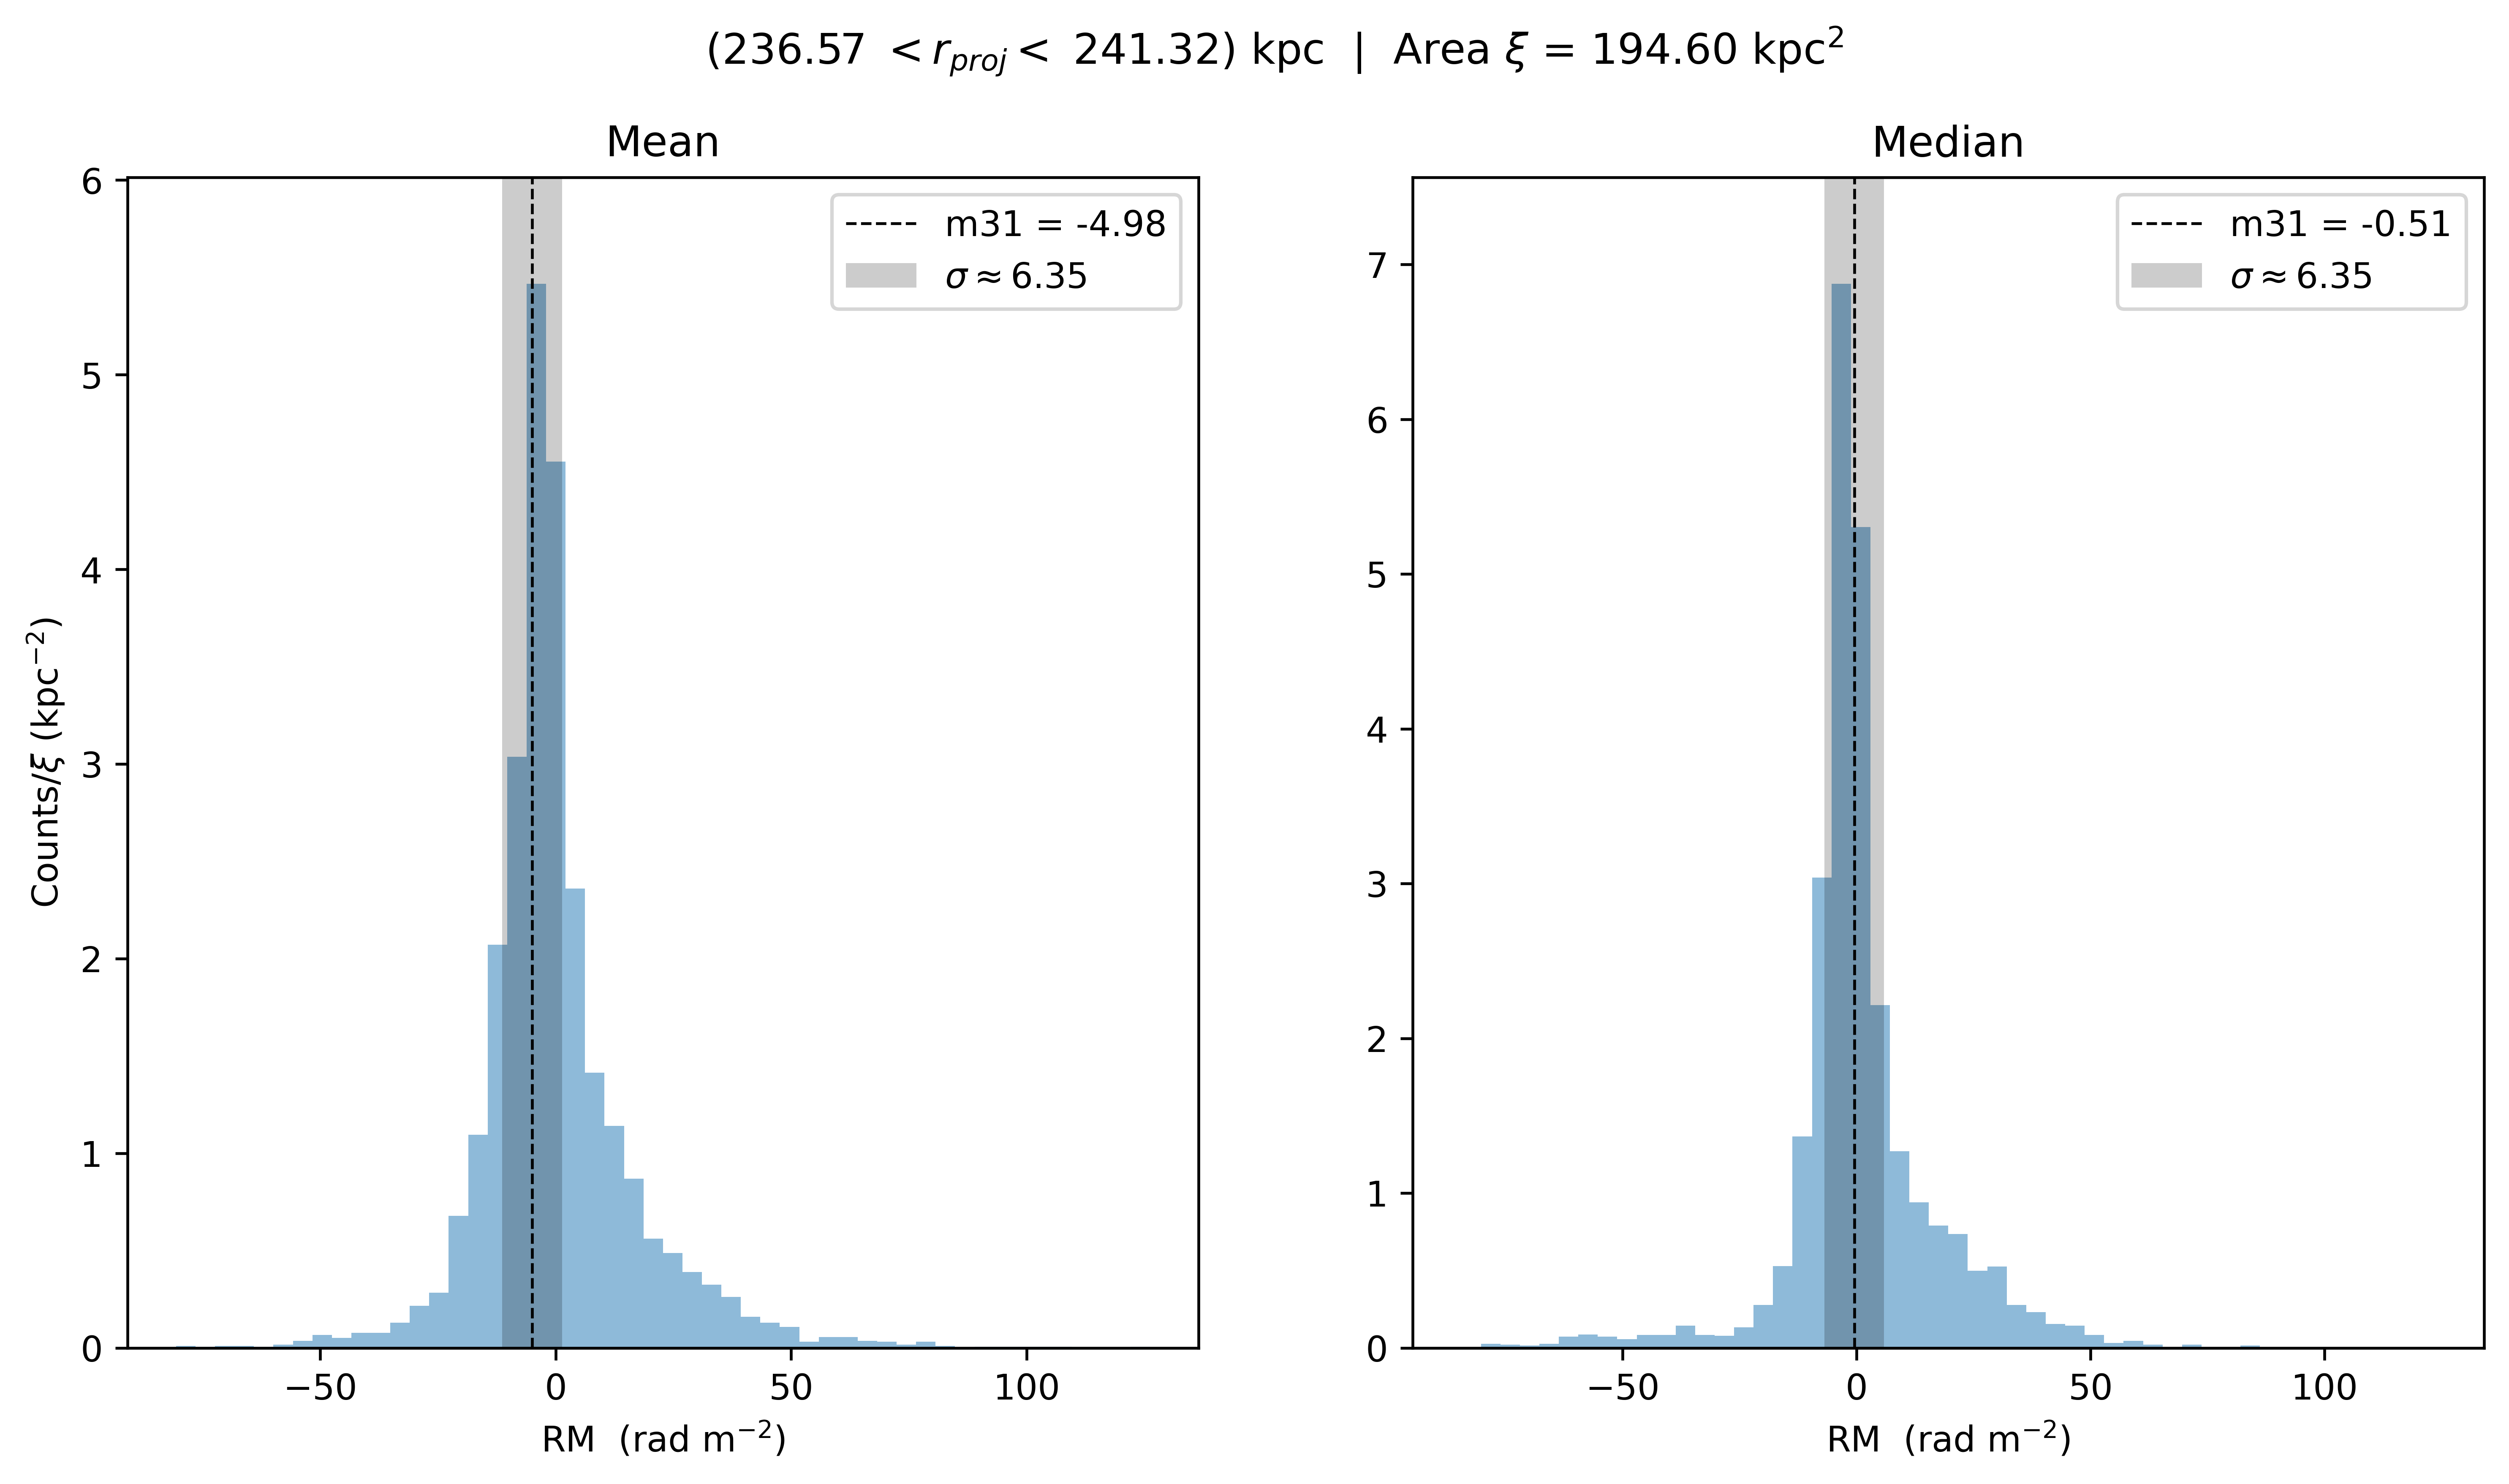 (236.57 < r_proj < 241.32) kpc | Area ξ = 194.60 kpc²
Mean
m31 = -4.98
σ ≈ 6.35
6
5
4
3
2
1
0
Counts/ξ (kpc⁻²)
−50 0 50 100
RM (rad m⁻²)
Median
m31 = -0.51
σ ≈ 6.35
7
6
5
4
3
2
1
0
−50 0 50 100
RM (rad m⁻²)